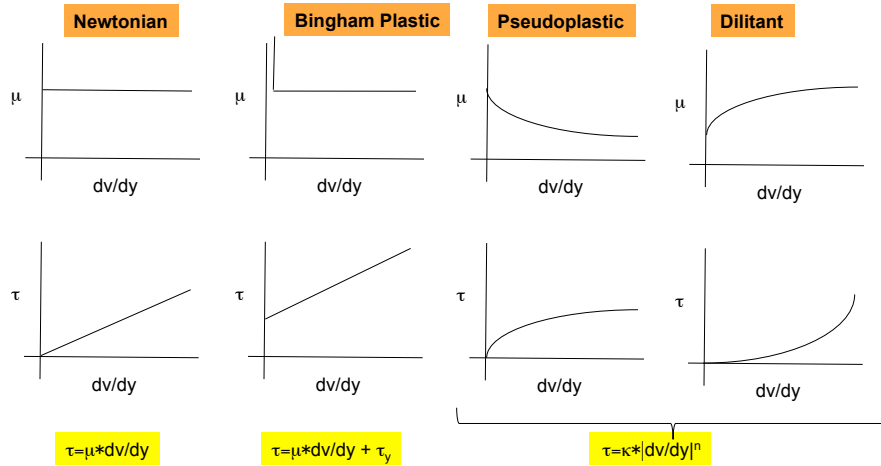 Newtonian
Bingham Plastic
Pseudoplastic
Dilitant
μ
dv/dy
μ
dv/dy
μ
dv/dy
μ
dv/dy
τ
dv/dy
τ
dv/dy
τ
dv/dy
τ
dv/dy
τ=μ*dv/dy
τ=μ*dv/dy + τy
τ=κ*|dv/dy|ⁿ